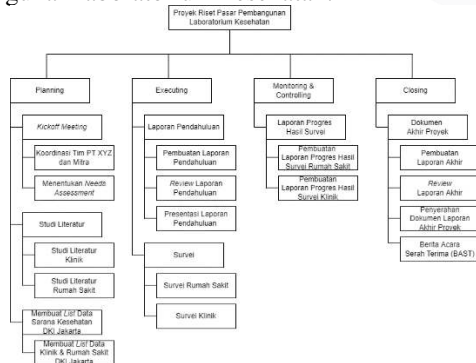 Proyek Riset Pasar Pembangunan
Laboratorium Kesehatan
Planning
Kickoff Meeting
Koordinasi Tim PT XYZ
dan Mitra
Menentukan Needs
Assessment
Studi Literatur
Studi Literatur
Klinik
Studi Literatur
Rumah Sakit
Membuat List Data
Sarana Kesehatan
DKI Jakarta
Membuat List Data
Klinik & Rumah Sakit
DKI Jakarta
Executing
Laporan Pendahuluan
Pembuatan Laporan
Pendahuluan
Review Laporan
Pendahuluan
Presentasi Laporan
Pendahuluan
Survei
Survei Rumah Sakit
Survei Klinik
Monitoring &
Controlling
Laporan Progres
Hasil Survei
Pembuatan
Laporan Progres Hasil
Survei Rumah Sakit
Pembuatan
Laporan Progres Hasil
Survei Klinik
Closing
Dokumen
Akhir Proyek
Pembuatan
Laporan Akhir
Review
Laporan Akhir
Penyerahan
Dokumen Laporan
Akhir Proyek
Berita Acara
Serah Terima (BAST)